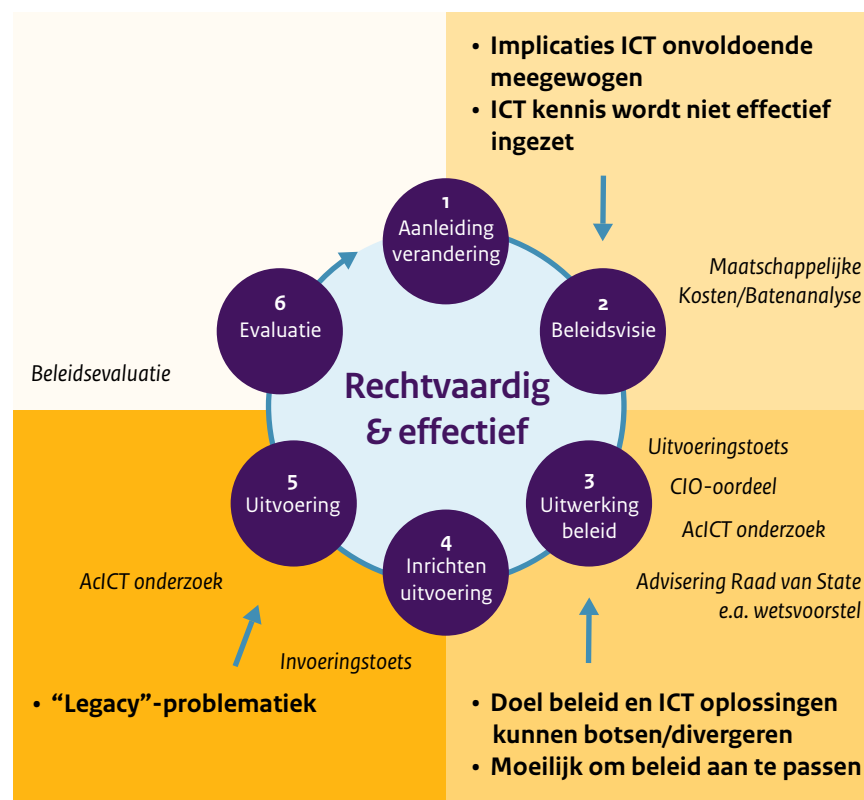 • Implicaties ICT onvoldoende
meegewogen
• ICT kennis wordt niet effectief
ingezet
1
Aanleiding
verandering
Maatschappelijke
Kosten/Batenanalyse
6
Evaluatie
2
Beleidsvisie
Beleidsevaluatie
Rechtvaardig
& effectief
Uitvoeringstoets
CIO-oordeel
AcICT onderzoek
Advisering Raad van State
e.a. wetsvoorstel
5
Uitvoering
3
Uitwerking
beleid
4
Inrichten
uitvoering
AcICT onderzoek
Invoeringstoets
• “Legacy”-problematiek
• Doel beleid en ICT oplossingen
kunnen botsen/divergeren
• Moeilijk om beleid aan te passen